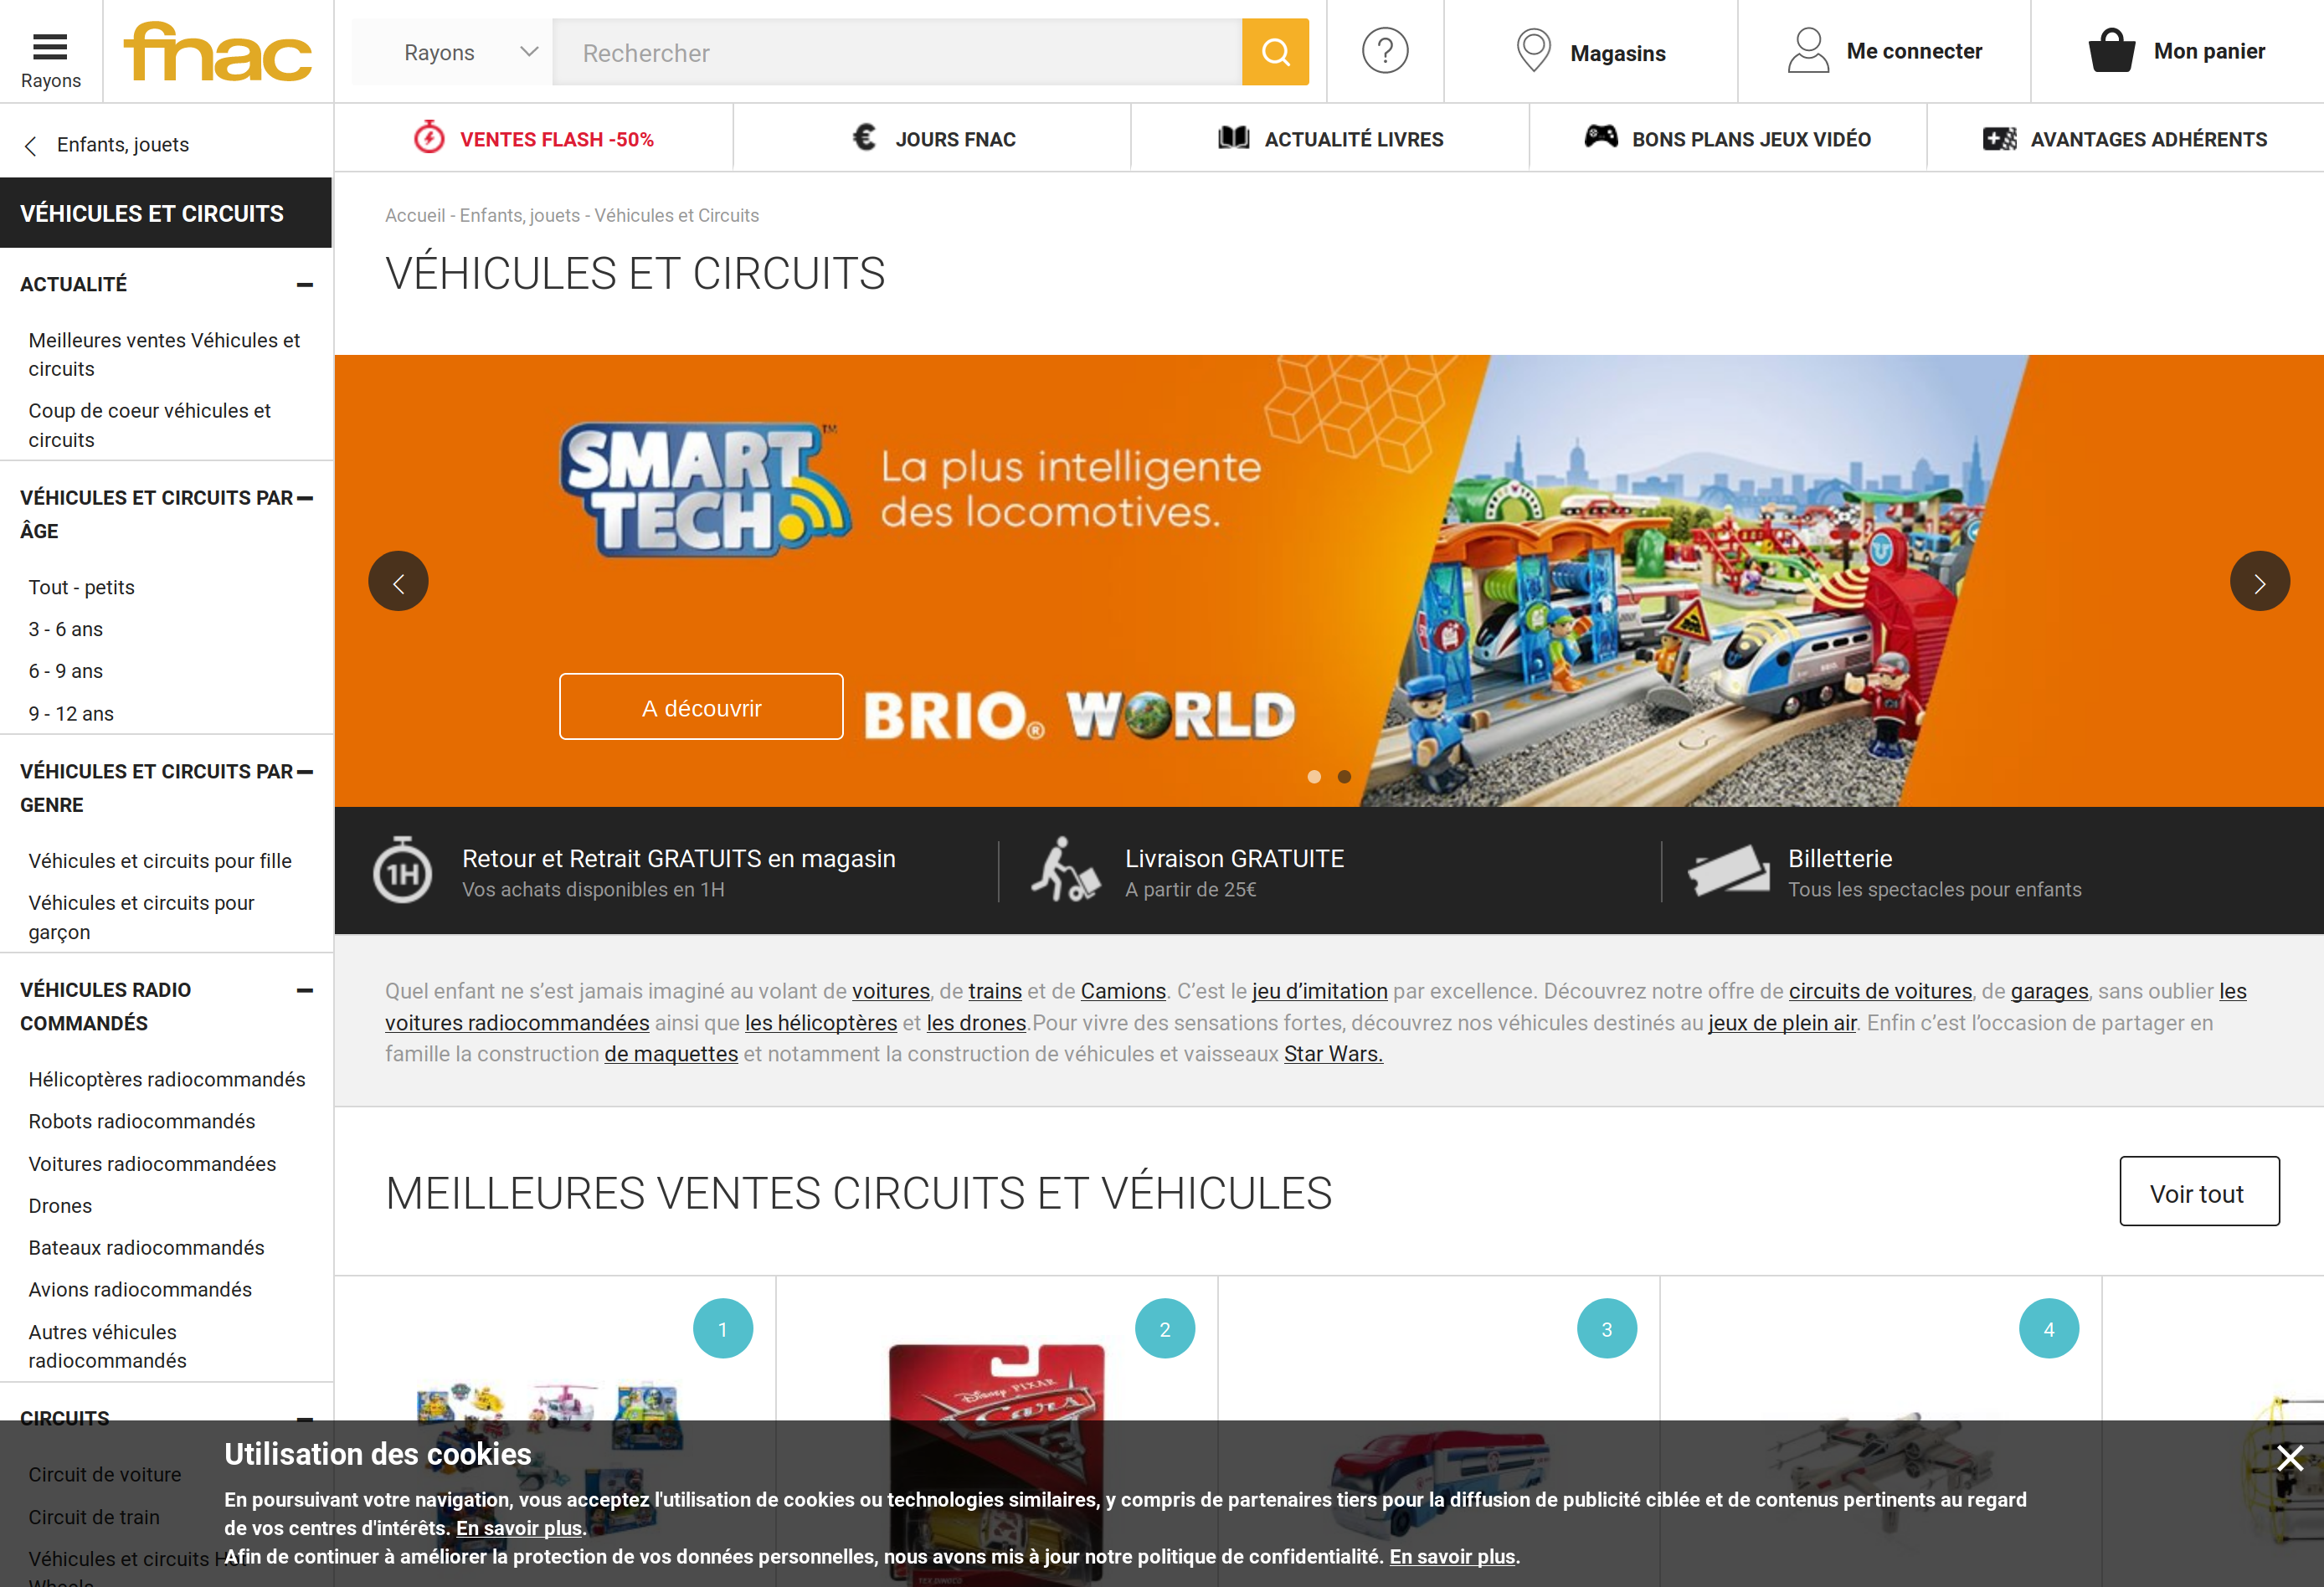 Rayons
fnac
Rayons
Rechercher
?
Magasins
Me connecter
Mon panier
Enfants, jouets
VENTES FLASH -50%
€ JOURS FNAC
ACTUALITÉ LIVRES
BONS PLANS JEUX VIDÉO
AVANTAGES ADHÉRENTS
VÉHICULES ET CIRCUITS
ACTUALITÉ
Meilleures ventes Véhicules et
circuits
Coup de coeur véhicules et
circuits
VÉHICULES ET CIRCUITS PAR
ÂGE
Tout - petits
3 - 6 ans
6 - 9 ans
9 - 12 ans
VÉHICULES ET CIRCUITS PAR
GENRE
Véhicules et circuits pour fille
Véhicules et circuits pour
garçon
VÉHICULES RADIO
COMMANDÉS
Hélicoptères radiocommandés
Robots radiocommandés
Voitures radiocommandées
Drones
Bateaux radiocommandés
Avions radiocommandés
Autres véhicules
radiocommandés
CIRCUITS
Circuit de voiture
Circuit de train
Véhicules et circuits Hot
Wheels
Accueil - Enfants, jouets - Véhicules et Circuits
VÉHICULES ET CIRCUITS
SMART
TECH
™
La plus intelligente
des locomotives.
A découvrir
BRIO® WORLD
1H
Retour et Retrait GRATUITS en magasin
Vos achats disponibles en 1H
Livraison GRATUITE
A partir de 25€
Billetterie
Tous les spectacles pour enfants
Quel enfant ne s’est jamais imaginé au volant de voitures, de trains et de Camions. C’est le jeu d’imitation par excellence. Découvrez notre offre de circuits de voitures, de garages, sans oublier les
voitures radiocommandées ainsi que les hélicoptères et les drones.Pour vivre des sensations fortes, découvrez nos véhicules destinés au jeux de plein air. Enfin c’est l’occasion de partager en
famille la construction de maquettes et notamment la construction de véhicules et vaisseaux Star Wars.
MEILLEURES VENTES CIRCUITS ET VÉHICULES
Voir tout
1
2
3
4
Disney PIXAR
Cars
Utilisation des cookies
En poursuivant votre navigation, vous acceptez l'utilisation de cookies ou technologies similaires, y compris de partenaires tiers pour la diffusion de publicité ciblée et de contenus pertinents au regard
de vos centres d'intérêts. En savoir plus.
Afin de continuer à améliorer la protection de vos données personnelles, nous avons mis à jour notre politique de confidentialité. En savoir plus.